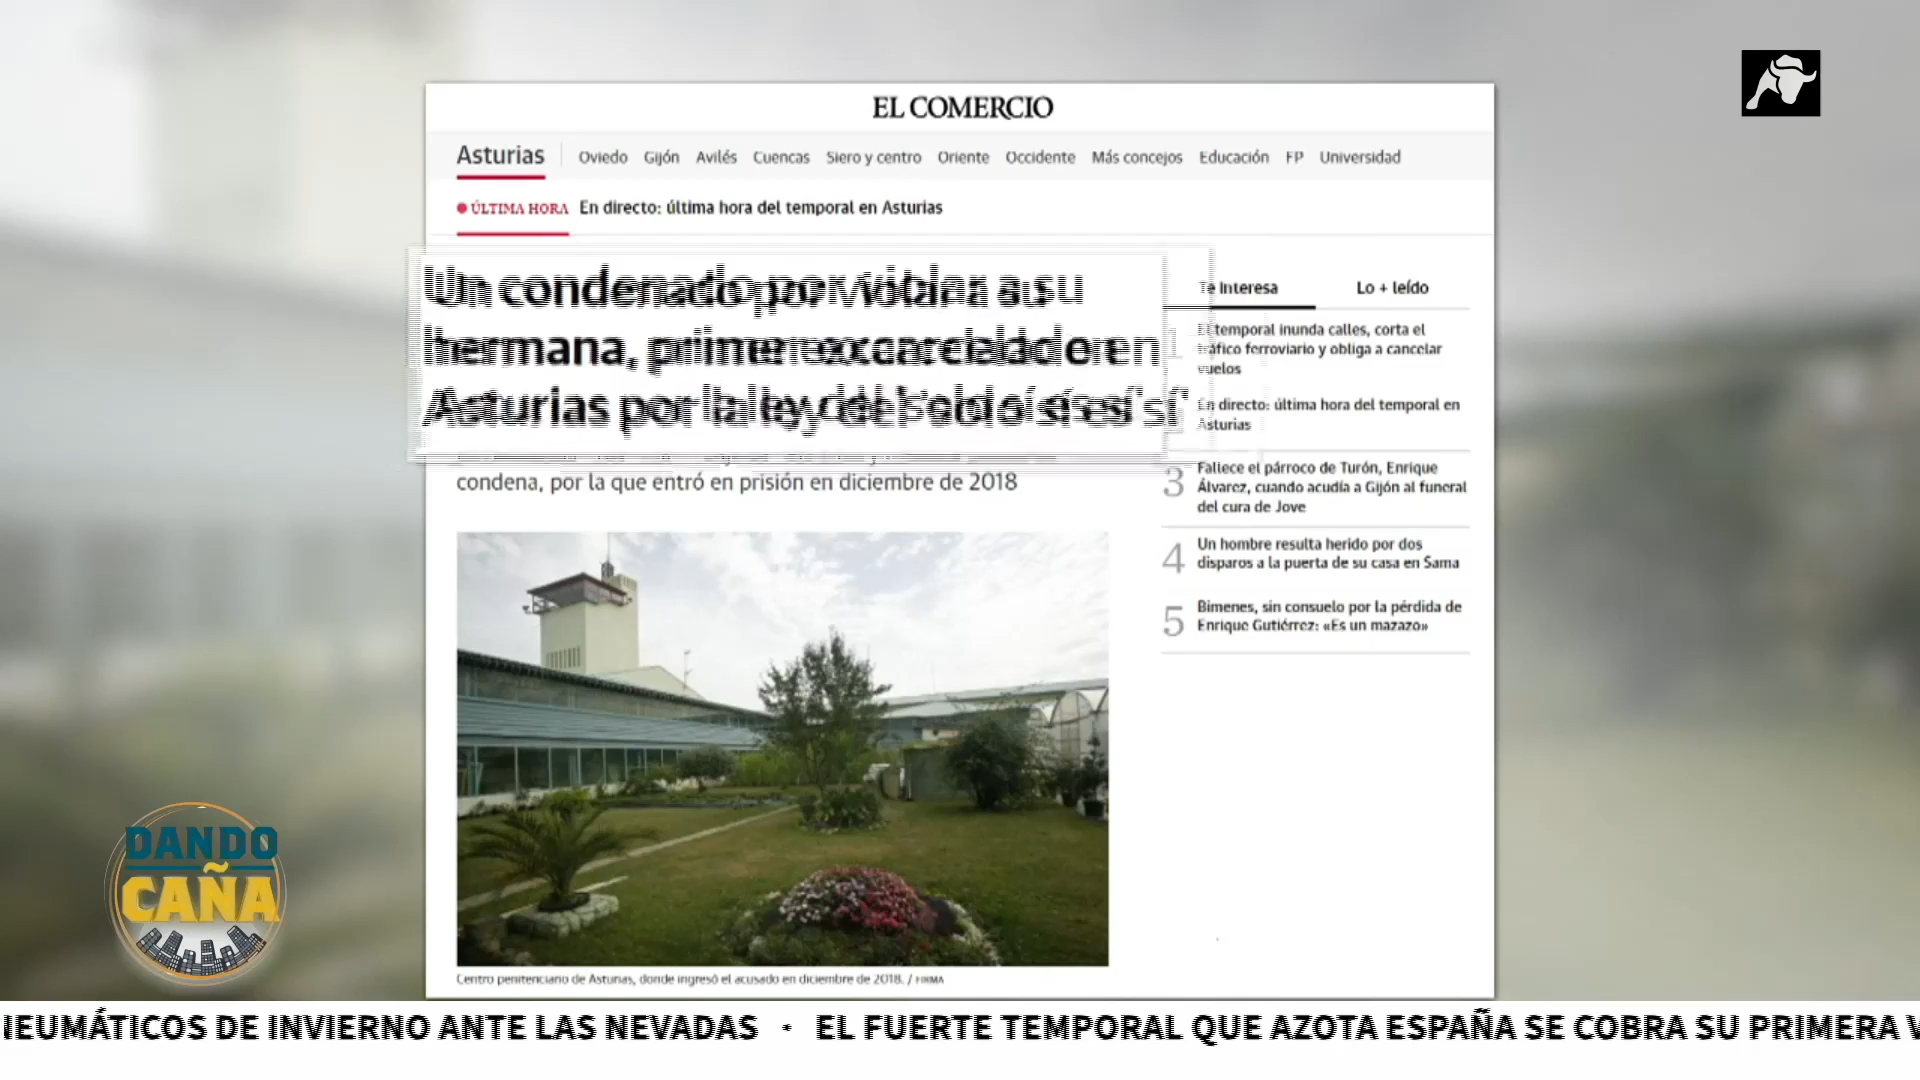 EL COMERCIO
Asturias Oviedo Gijón Avilés Cuencas Siero y centro Oriente Occidente Más concejos Educación FP Universidad
ÚLTIMA HORA En directo: última hora del temporal en Asturias
Un condenado por violar a su
hermana, primer excarcelado en
Asturias por la ley del 'solo sí es sí'
condena, por la que entró en prisión en diciembre de 2018
Te interesa Lo + leído
1 El temporal inunda calles, corta el
tráfico ferroviario y obliga a cancelar
vuelos
En directo: última hora del temporal en
Asturias
3 Fallece el párroco de Turón, Enrique
Álvarez, cuando acudía a Gijón al funeral
del cura de Jove
4 Un hombre resulta herido por dos
disparos a la puerta de su casa en Sama
5 Bimenes, sin consuelo por la pérdida de
Enrique Gutiérrez: «Es un mazazo»
Centro penitenciario de Asturias, donde ingresó el acusado en diciembre de 2018. / FIRMA
DANDO
CAÑA
NEUMÁTICOS DE INVIERNO ANTE LAS NEVADAS • EL FUERTE TEMPORAL QUE AZOTA ESPAÑA SE COBRA SU PRIMERA V